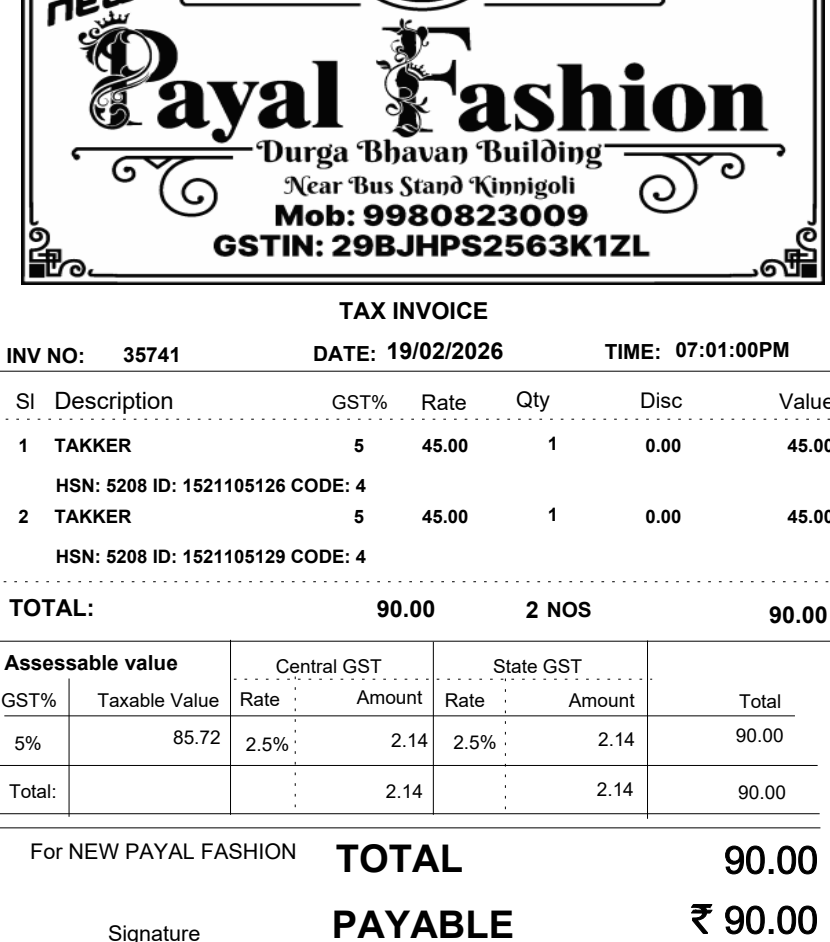 new
Payal Fashion
Durga Bhavan Building
Near Bus Stand Kinnigoli
Mob: 9980823009
GSTIN: 29BJHPS2563K1ZL
TAX INVOICE
INV NO: 35741 DATE: 19/02/2026 TIME: 07:01:00PM
Sl Description GST% Rate Qty Disc Value
1 TAKKER 5 45.00 1 0.00 45.00
HSN: 5208 ID: 1521105126 CODE: 4
2 TAKKER 5 45.00 1 0.00 45.00
HSN: 5208 ID: 1521105129 CODE: 4
TOTAL: 90.00 2 NOS 90.00
Assessable value Central GST State GST
GST% Taxable Value Rate Amount Rate Amount Total
5% 85.72 2.5% 2.14 2.5% 2.14 90.00
Total: 2.14 2.14 90.00
For NEW PAYAL FASHION TOTAL 90.00
Signature PAYABLE ₹ 90.00